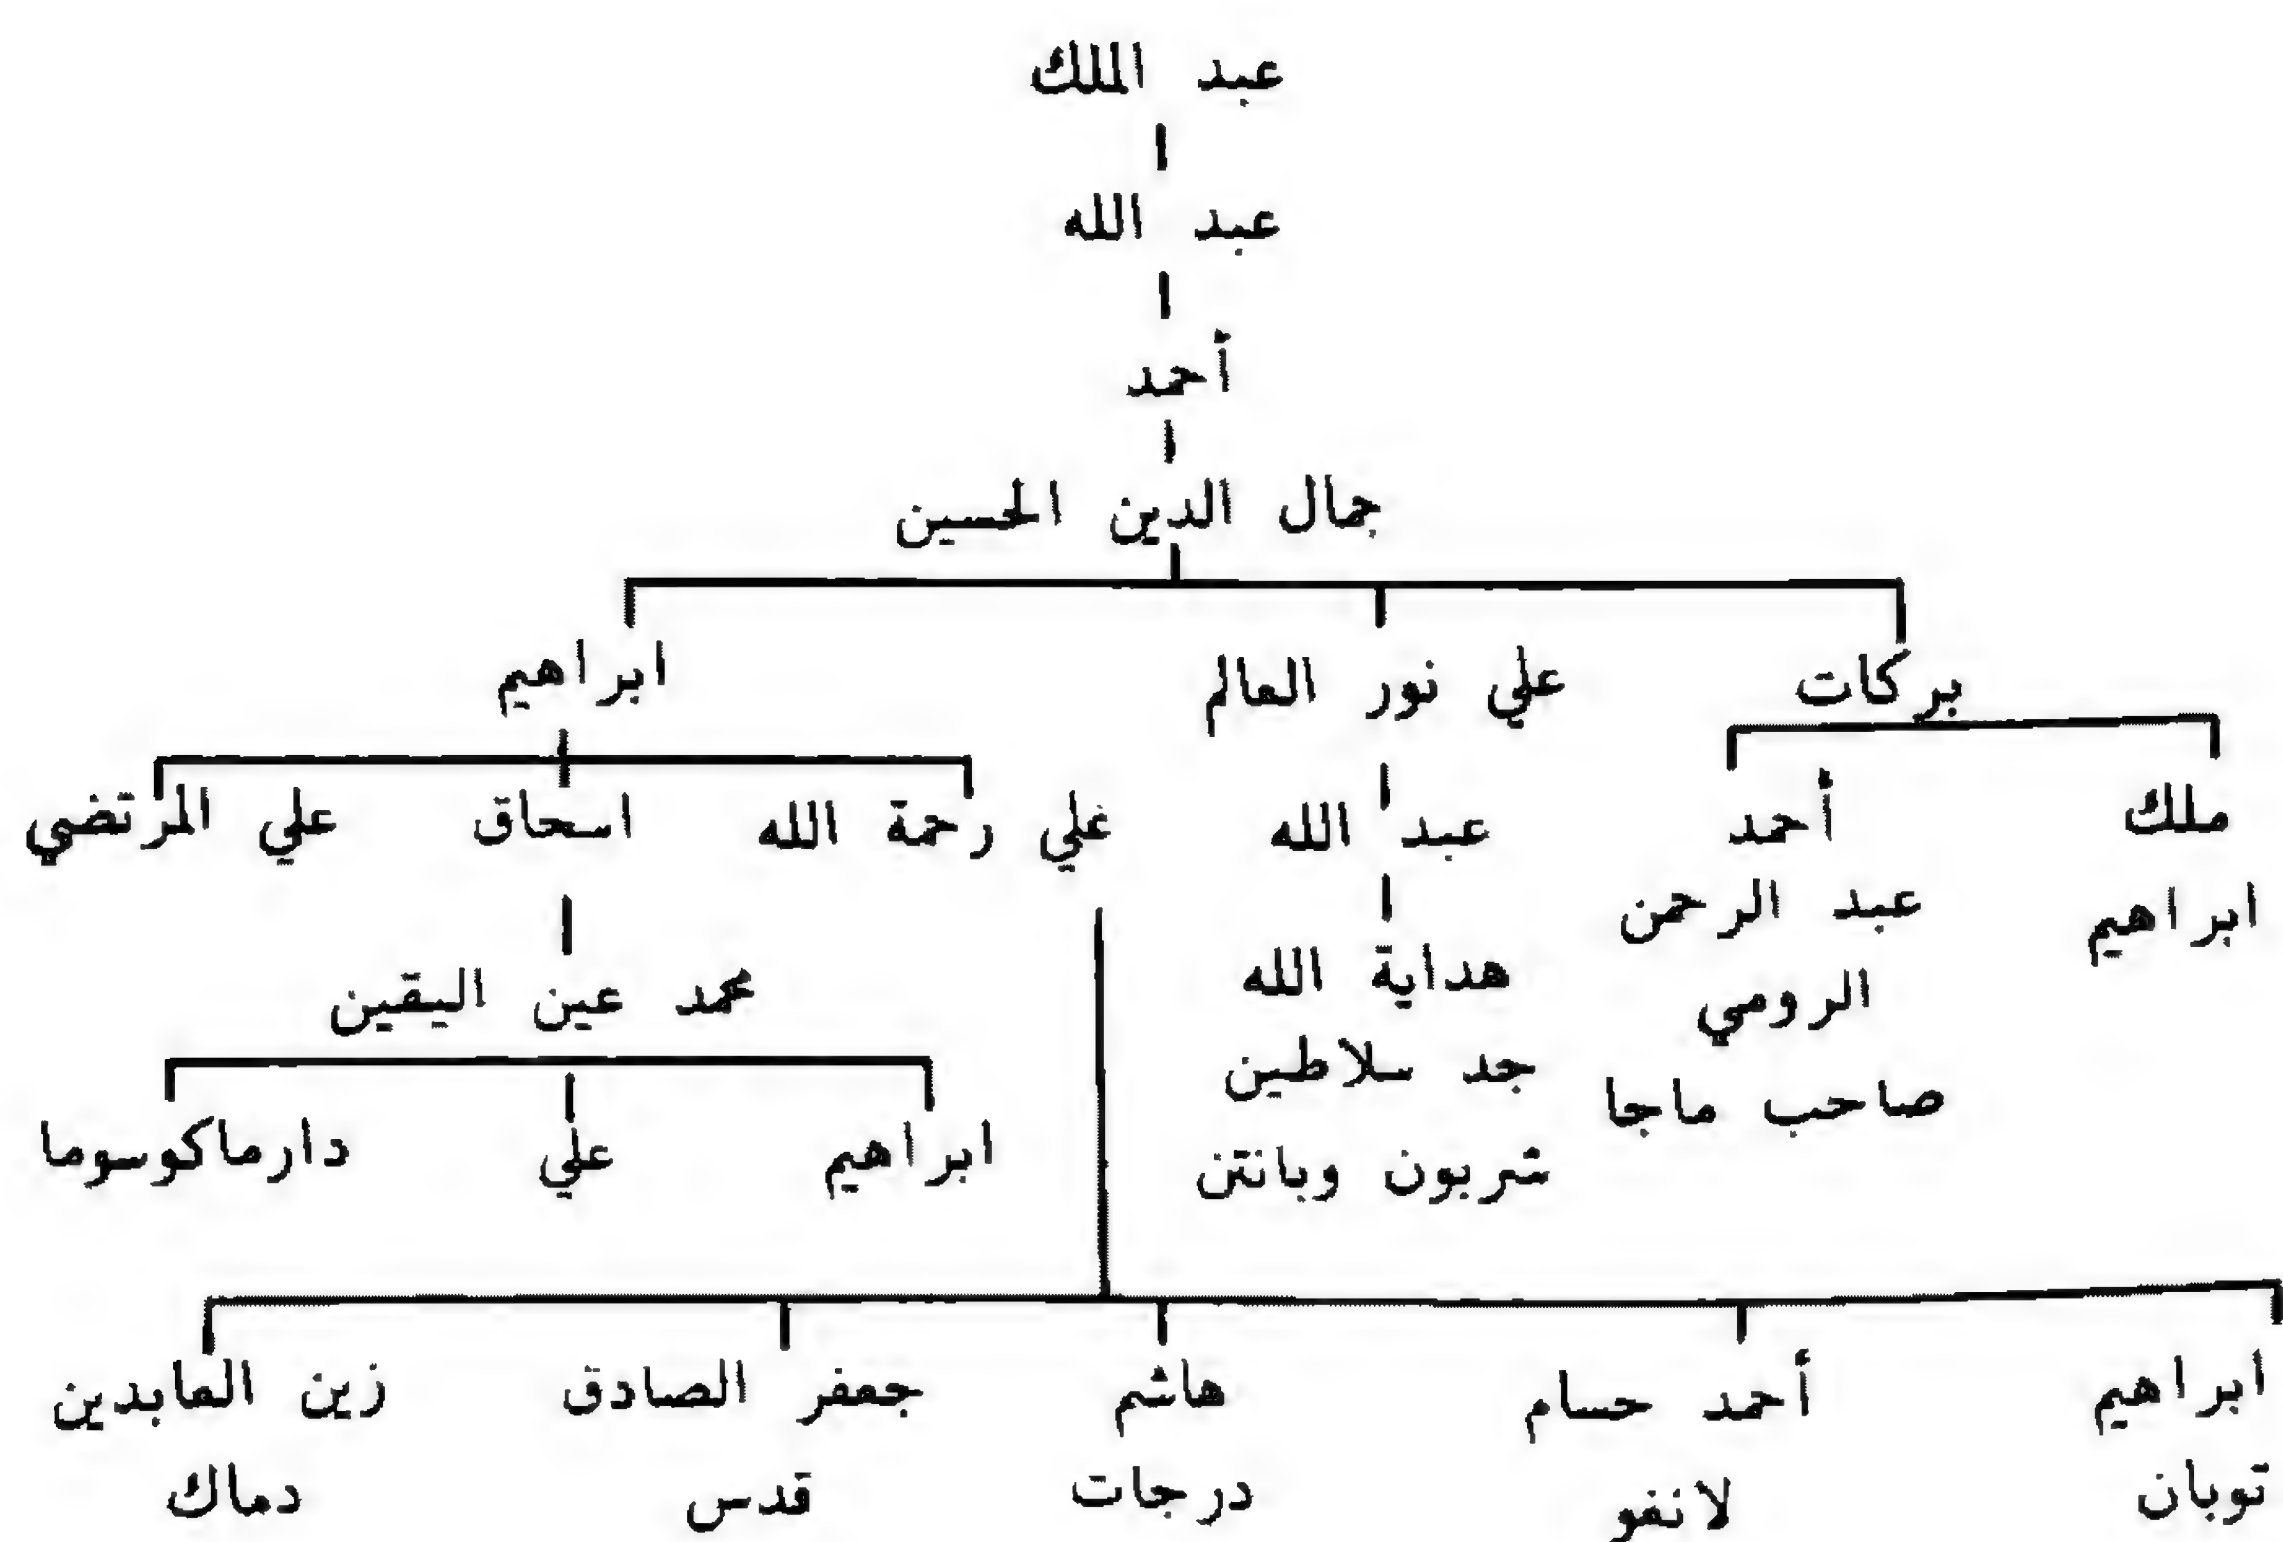 عبد الملك
عبد الله
أحمد
جمال الدين الحسين
بركات
علي نور العالم
ابراهيم
ملك
ابراهيم
أحمد
عبد الرحمن
الرومي
صاحب ماجا
عبد الله
هداية الله
جد سلاطين
شربون وبانتن
علي رحمة الله
اسحاق
علي المرتضي
محمد عين اليقين
ابراهيم
علي
دارماكوسوما
أبراهيم
توبان
أحمد حسام
لانفو
هاشم
درجات
جعفر الصادق
قدس
زين العابدين
دماك